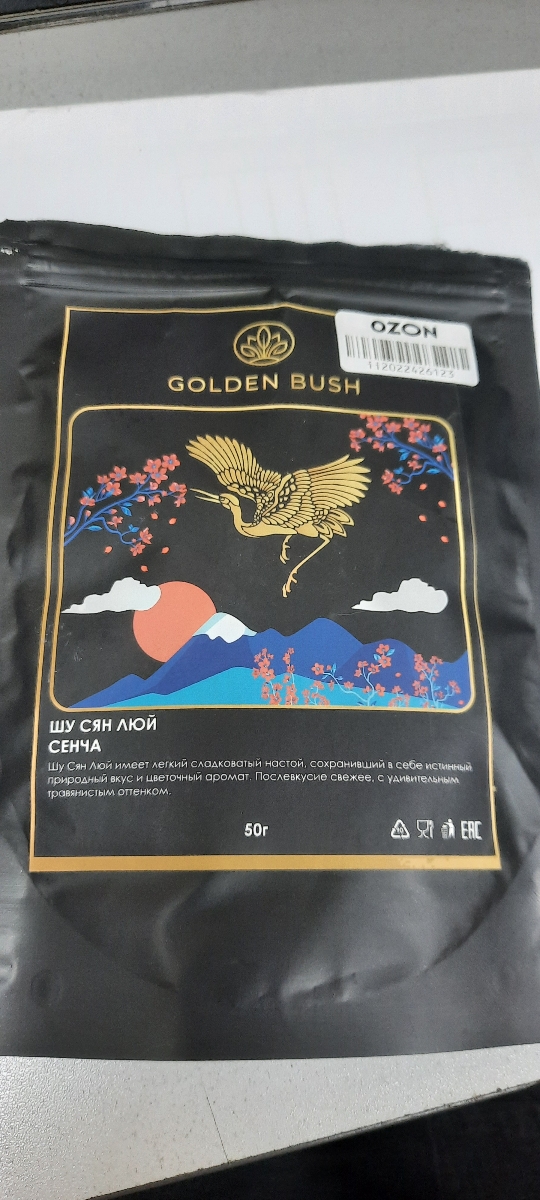 OZON
112022426123
GOLDEN BUSH
ШУ СЯН ЛЮЙ
СЕНЧА
Шу Сян Люй имеет легкий сладковатый настой, сохранивший в себе истинный
природный вкус и цветочный аромат. Послевкусие свежее, с удивительным
травянистым оттенком.
50г
EAC